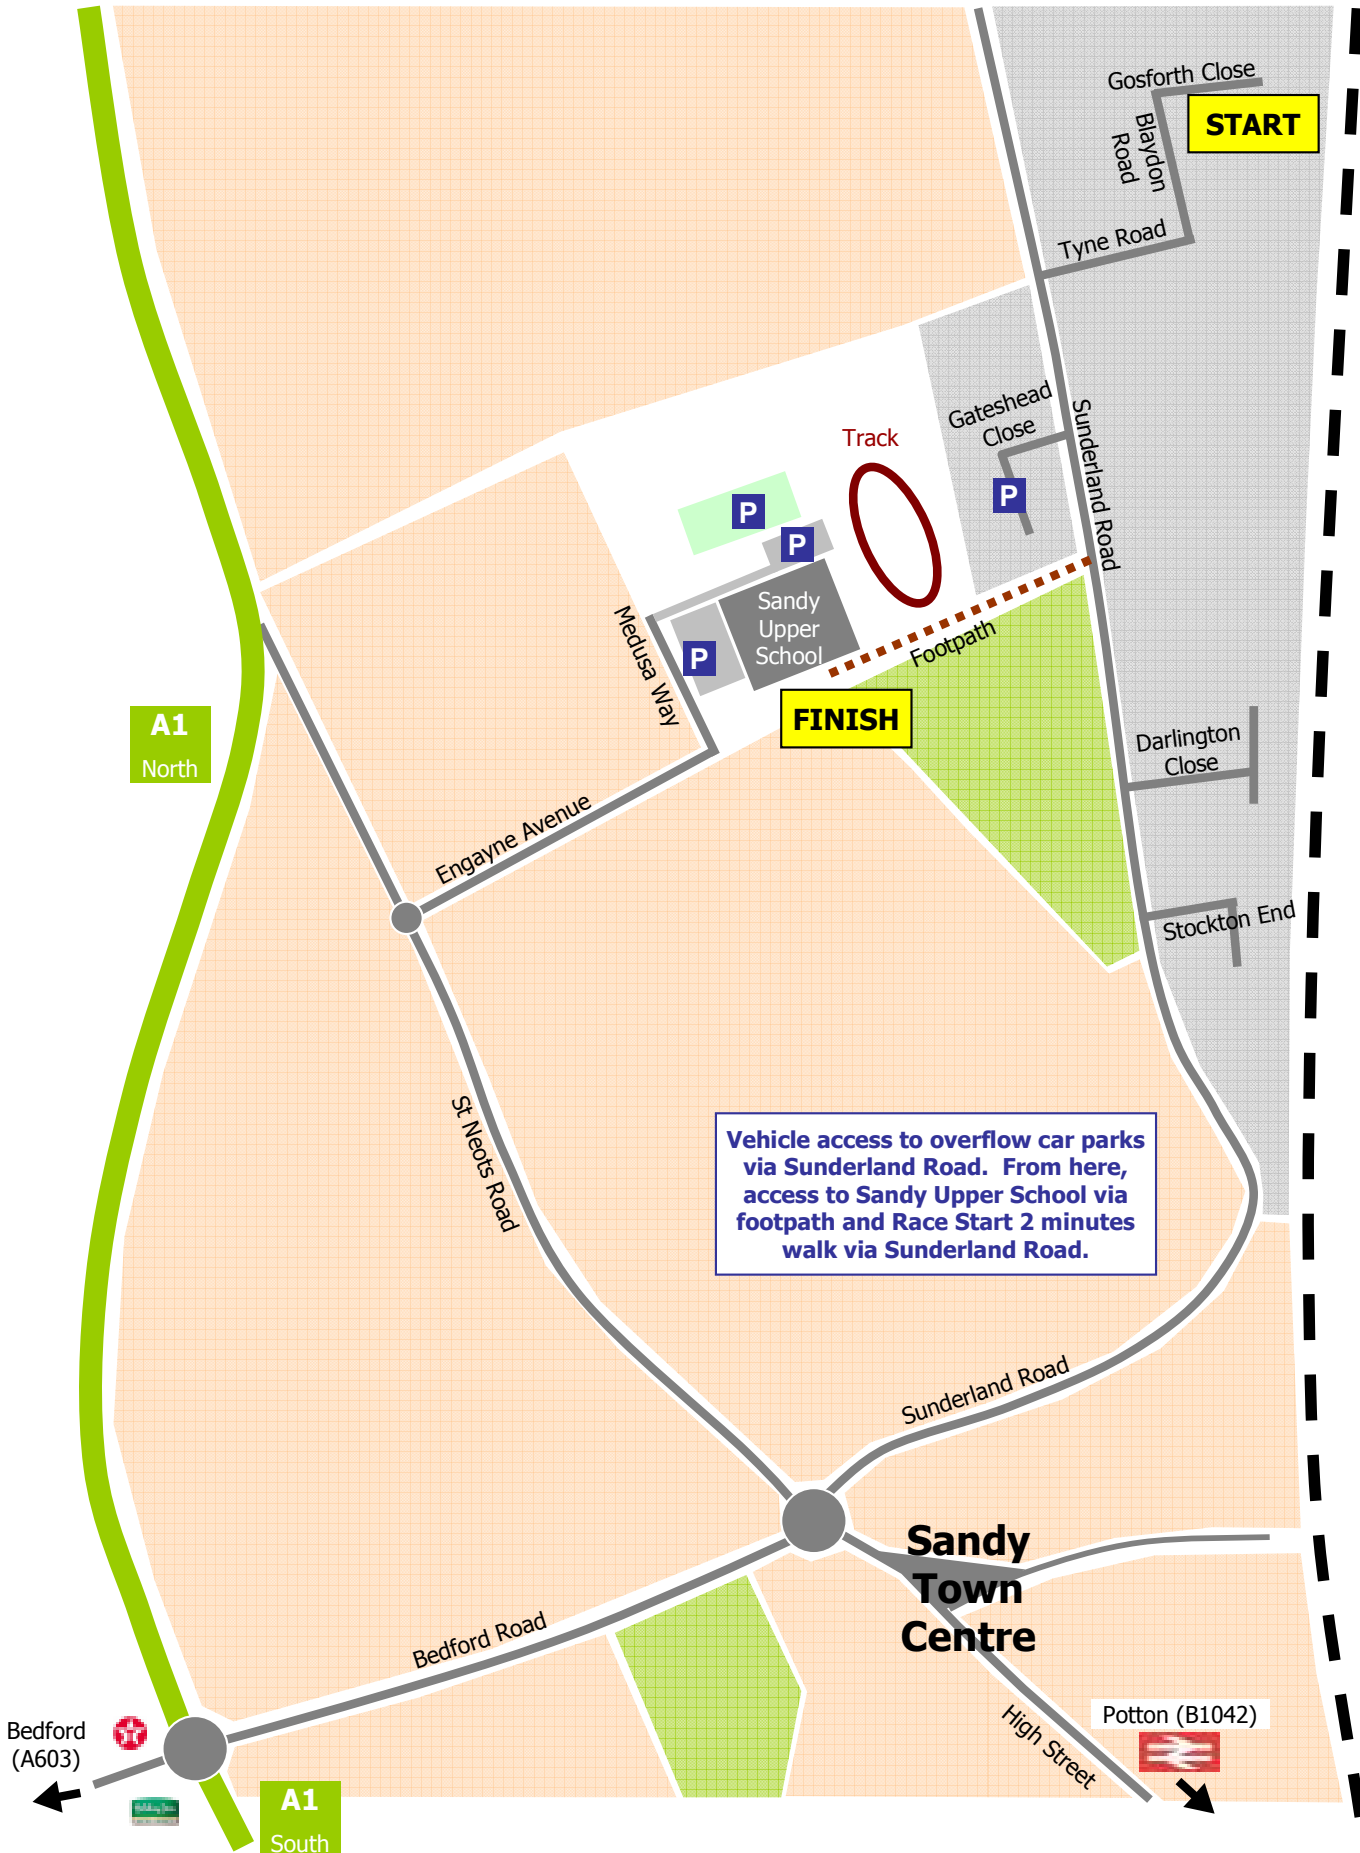 Gosforth Close
START
Blaydon
Road
Tyne Road
Gateshead
Close
Sunderland Road
Track
P
P
P
P
Sandy
Upper
School
Medusa Way
Footpath
FINISH
A1
North
Darlington
Close
Engayne Avenue
Stockton End
St Neots Road
Vehicle access to overflow car parks
via Sunderland Road. From here,
access to Sandy Upper School via
footpath and Race Start 2 minutes
walk via Sunderland Road.
Sunderland Road
Sandy
Town
Centre
Bedford Road
High Street
Potton (B1042)
Bedford
(A603)
A1
South